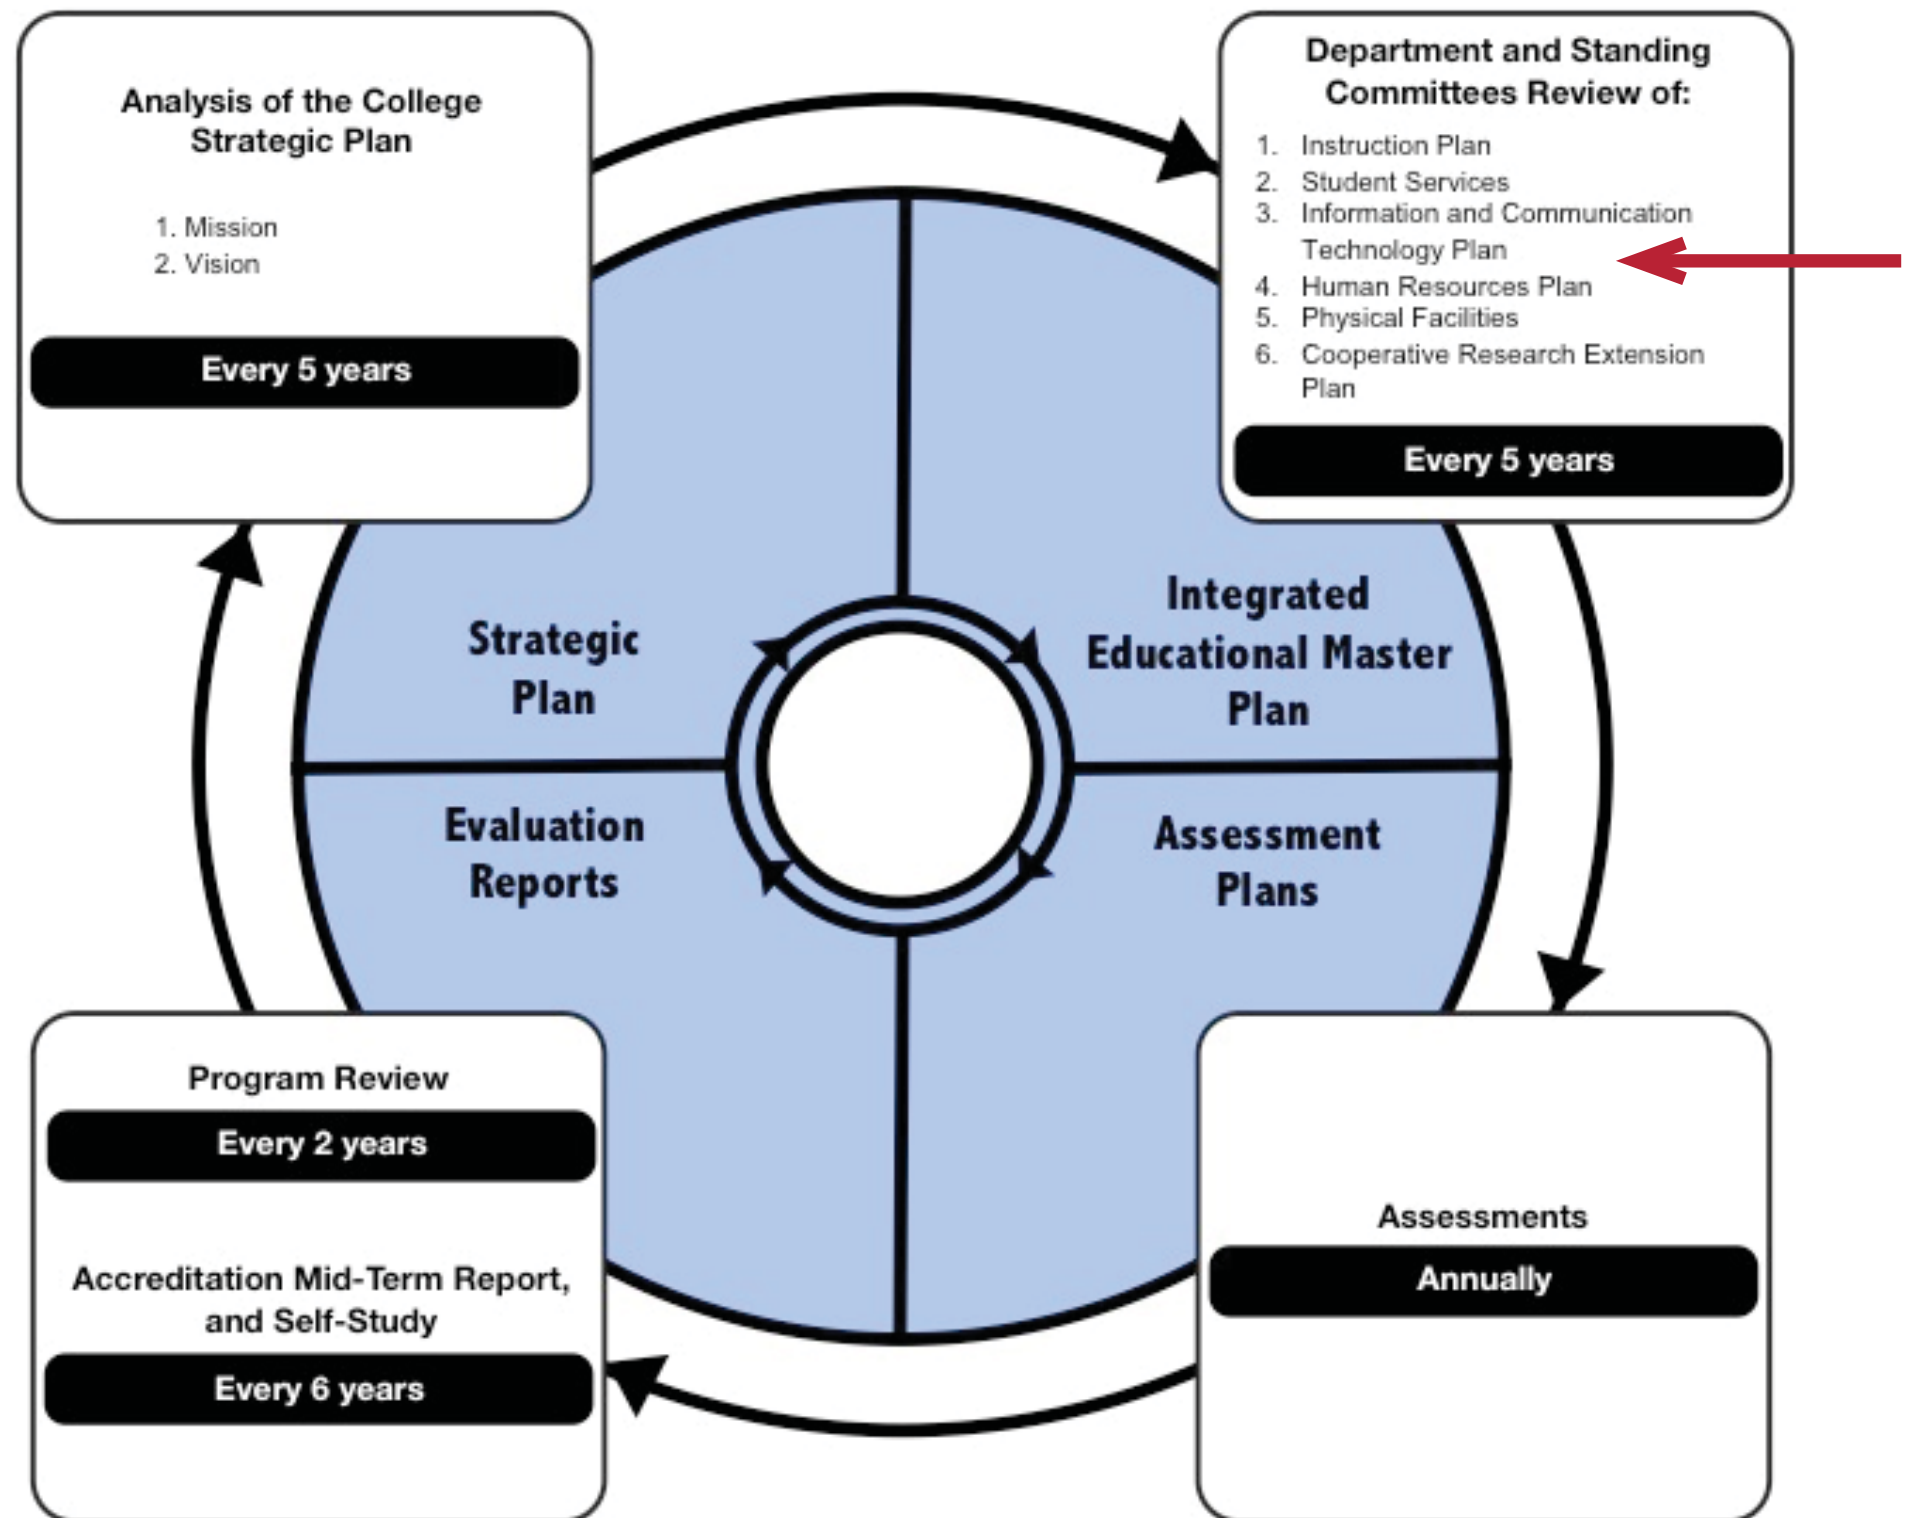 Analysis of the College
Strategic Plan
1. Mission
2. Vision
Every 5 years
Department and Standing
Committees Review of:
1. Instruction Plan
2. Student Services
3. Information and Communication
Technology Plan
4. Human Resources Plan
5. Physical Facilities
6. Cooperative Research Extension
Plan
Every 5 years
Strategic
Plan
Integrated
Educational Master
Plan
Evaluation
Reports
Assessment
Plans
Program Review
Every 2 years
Accreditation Mid-Term Report,
and Self-Study
Every 6 years
Assessments
Annually